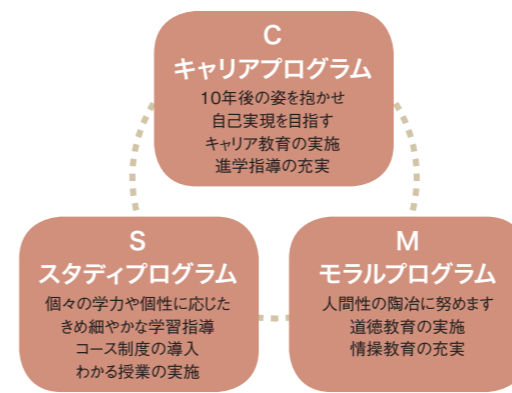 C
キャリアプログラム
10年後の姿を抱かせ
自己実現を目指す
キャリア教育の実施
進学指導の充実
S
スタディプログラム
個々の学力や個性に応じた
きめ細やかな学習指導
コース制度の導入
わかる授業の実施
M
モラルプログラム
人間性の陶冶に努めます
道徳教育の実施
情操教育の充実